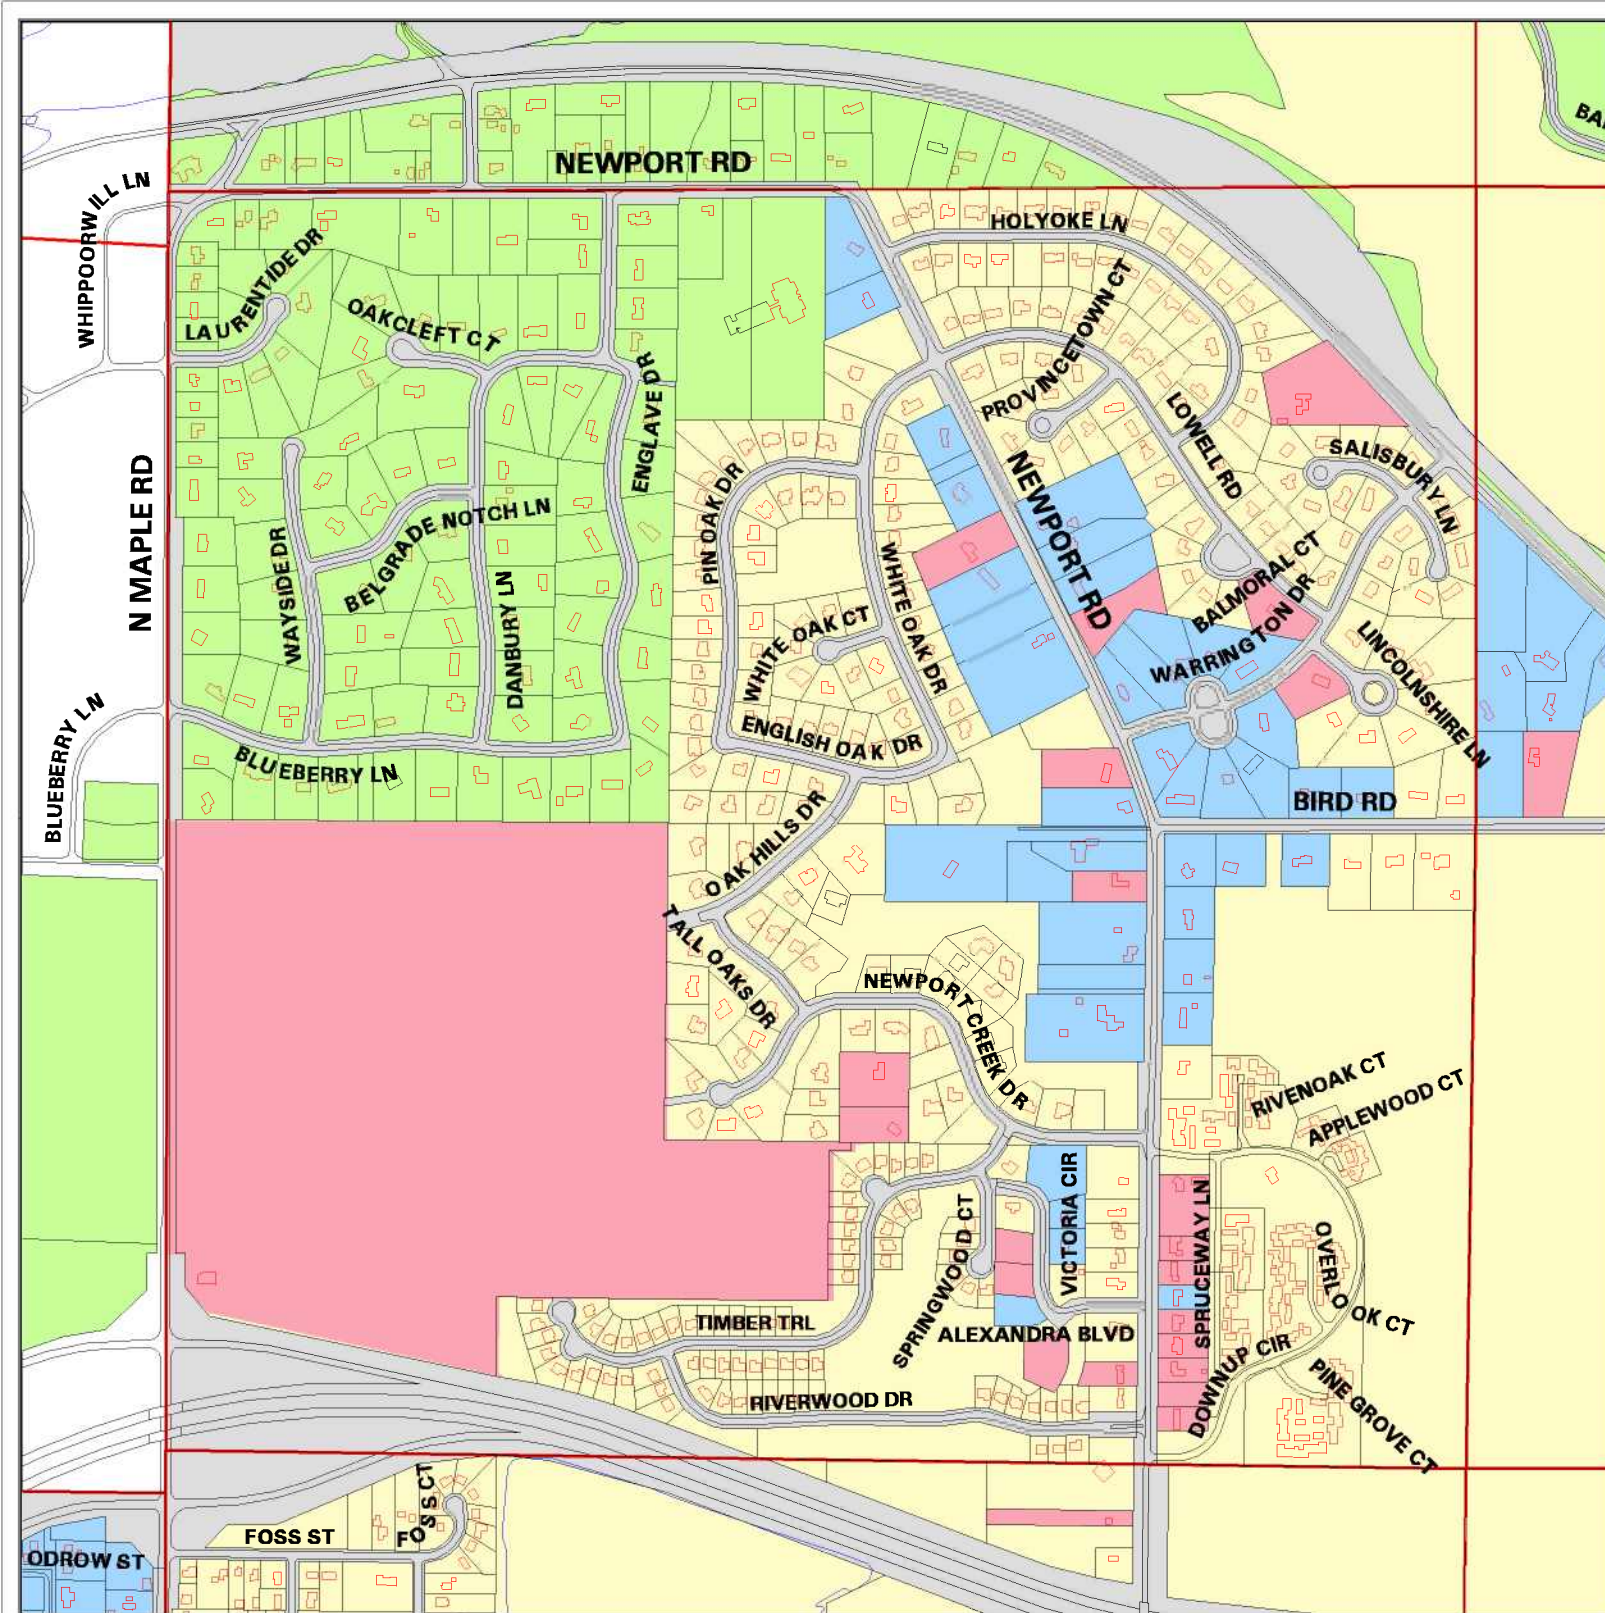 BA
NEWPORT RD
WHIPPOORWILL LN
HOLYOKE LN
LAURENTIDE DR
OAKCLEFT CT
PROVINCETOWN CT
ENGLAVE DR
LOWELL RD
SALISBURY LN
N MAPLE RD
PIN OAK DR
NEWPORT RD
BELGRADE NOTCH LN
WAYSIDE DR
DANBURY LN
WHITE OAK DR
WHITE OAK CT
BALMORAL CT
WARRINGTON DR
LINCOLNSHIRE LN
ENGLISH OAK DR
BLUEBERRY LN
BLUEBERRY LN
BIRD RD
OAK HILLS DR
TALL OAKS DR
NEWPORT CREEK DR
RIVENOAK CT
APPLEWOOD CT
VICTORIA CIR
SPRINGWOOD CT
SPRUCEWAY LN
OVERLOOK CT
TIMBER TRL
ALEXANDRA BLVD
DOWNUP CIR
RIVERWOOD DR
PINE GROVE CT
FOSS CT
FOSS ST
ODROW ST